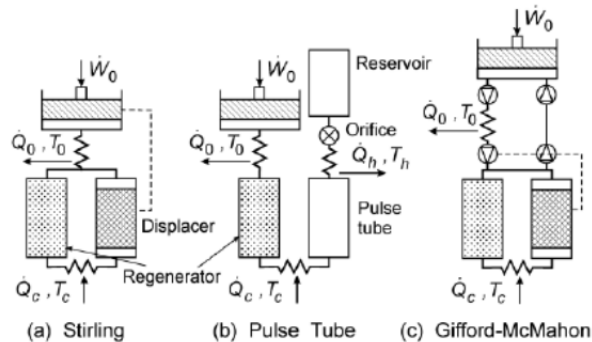 Ẇ₀
Q̇₀ , T₀
Displacer
Regenerator
Q̇c , Tc
(a) Stirling
Ẇ₀
Reservoir
Orifice
Q̇₀ , T₀
Q̇h , Th
Pulse
tube
Q̇c , Tc
(b) Pulse Tube
Ẇ₀
Q̇₀ , T₀
Q̇c , Tc
(c) Gifford-McMahon